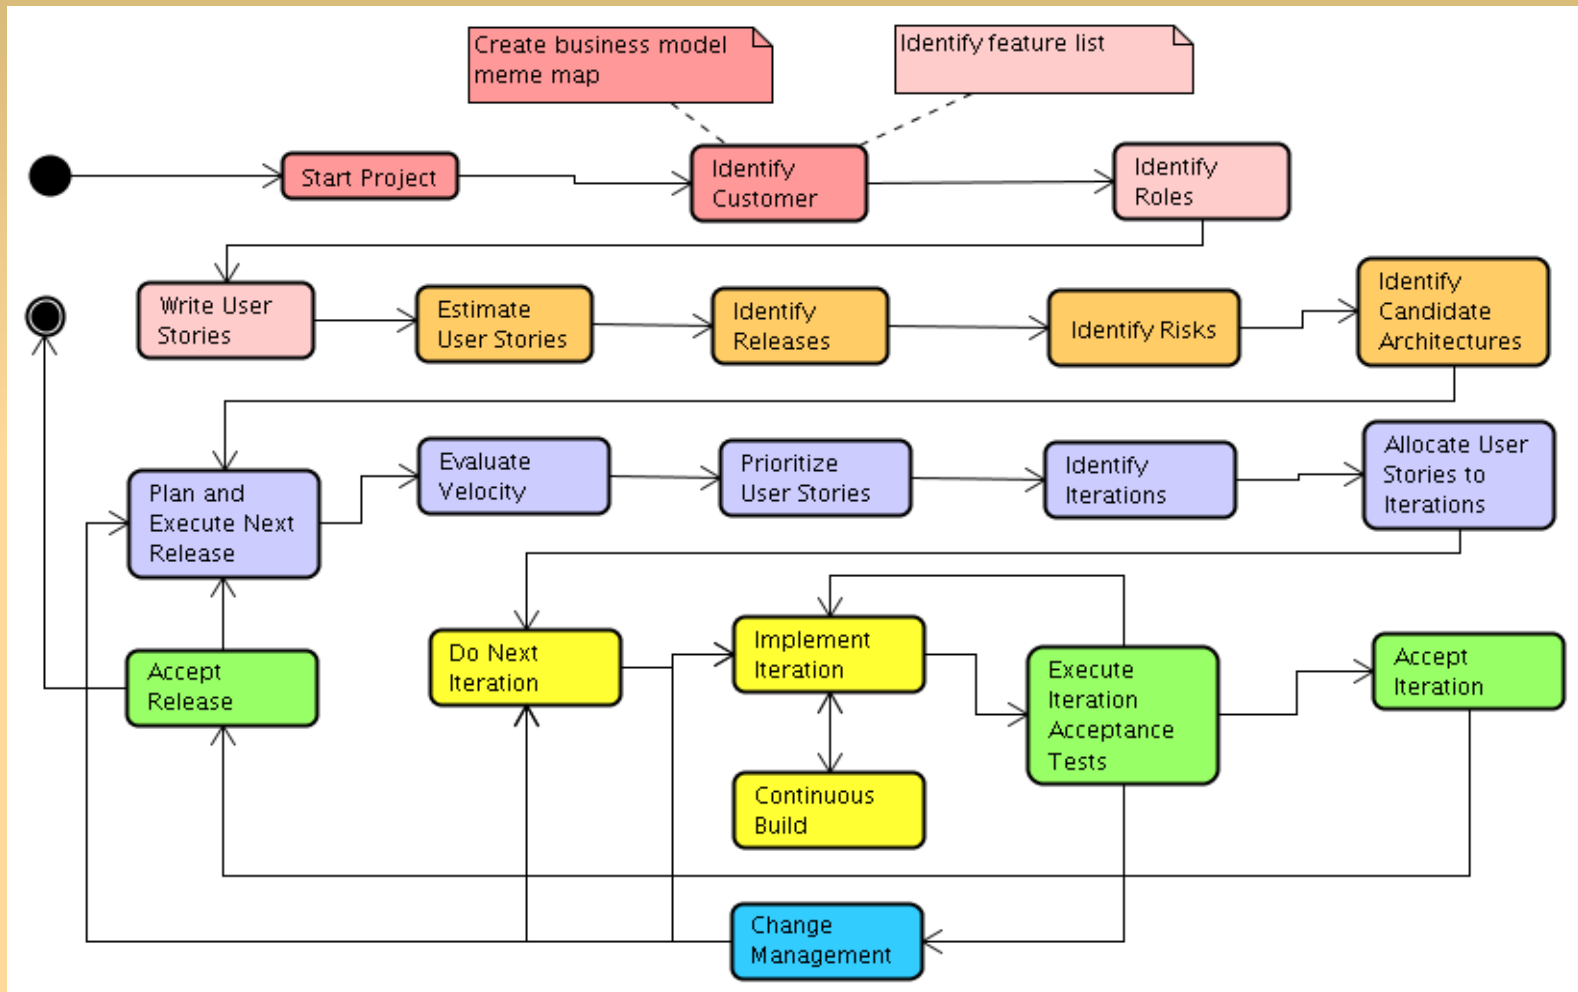 Create business model
meme map
Identify feature list
Start Project
Identify
Customer
Identify
Roles
Write User
Stories
Estimate
User Stories
Identify
Releases
Identify Risks
Identify
Candidate
Architectures
Plan and
Execute Next
Release
Evaluate
Velocity
Prioritize
User Stories
Identify
Iterations
Allocate User
Stories to
Iterations
Accept
Release
Do Next
Iteration
Implement
Iteration
Execute
Iteration
Acceptance
Tests
Accept
Iteration
Continuous
Build
Change
Management